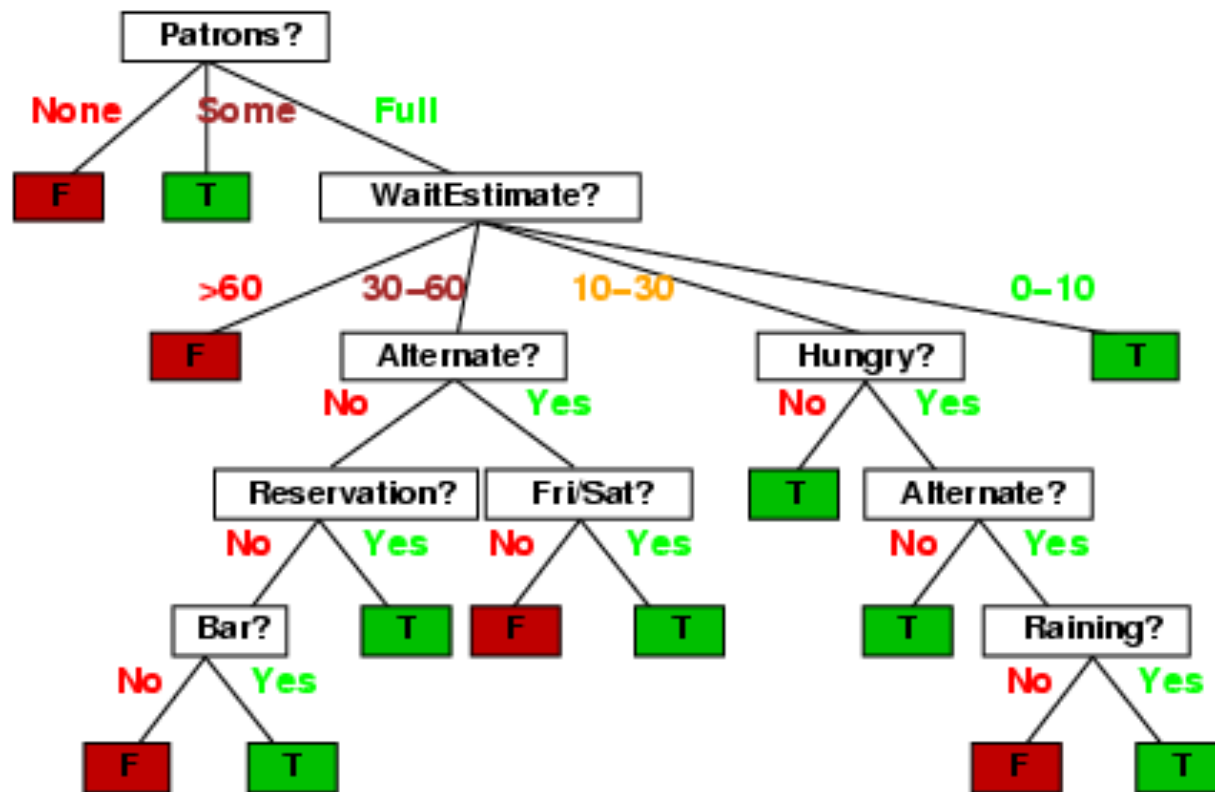 Patrons?
None Some Full
F T WaitEstimate?
>60 30–60 10–30 0–10
F Alternate? Hungry? T
No Yes No Yes
Reservation? Fri/Sat? T Alternate?
No Yes No Yes No Yes
Bar? T F T T Raining?
No Yes No Yes
F T F T